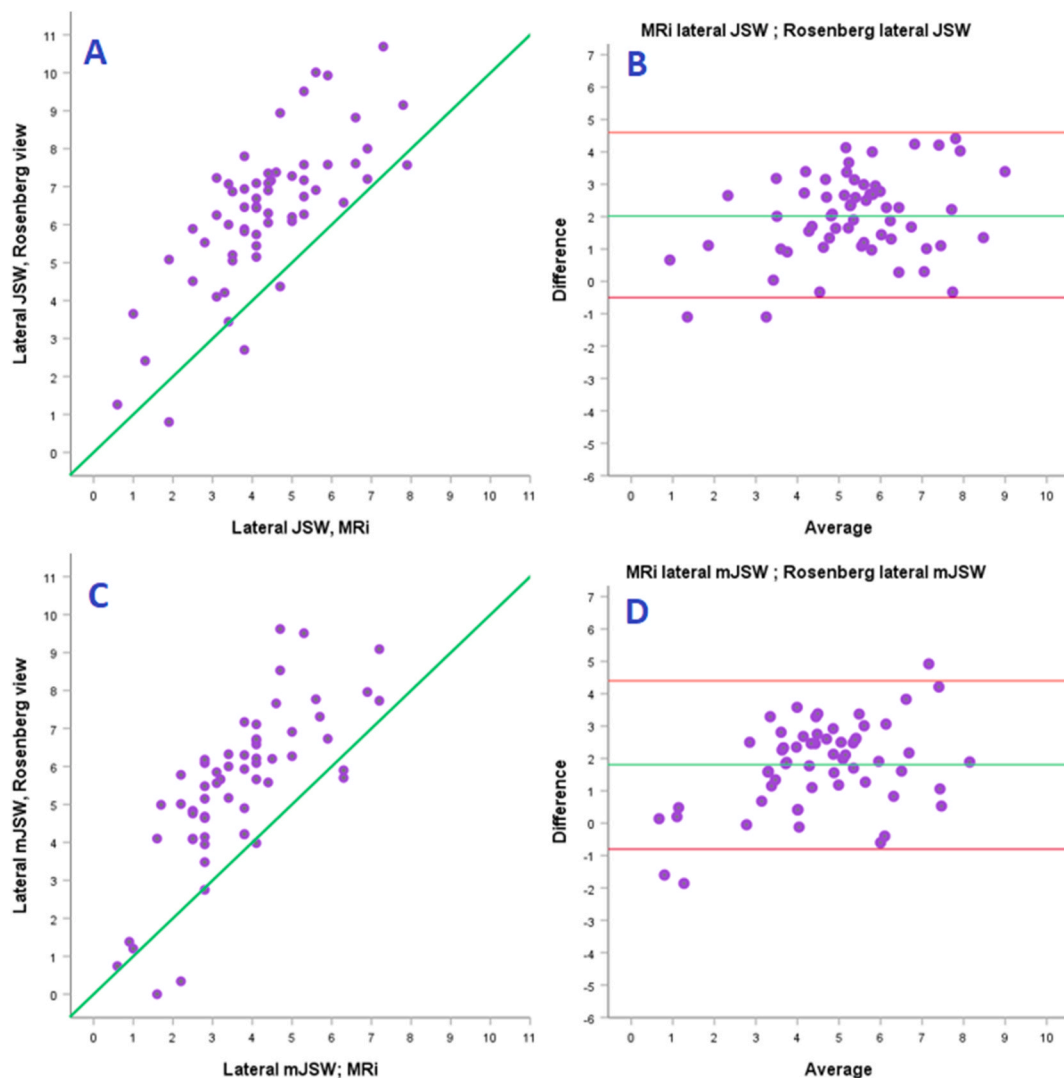 A
11
10
9
8
7
6
5
4
3
2
1
0
Lateral JSW, Rosenberg view
0 1 2 3 4 5 6 7 8 9 10 11
Lateral JSW, MRi
MRi lateral JSW ; Rosenberg lateral JSW
B
7
6
5
4
3
2
1
0
-1
-2
-3
-4
-5
-6
Difference
0 1 2 3 4 5 6 7 8 9 10
Average
C
11
10
9
8
7
6
5
4
3
2
1
0
Lateral mJSW, Rosenberg view
0 1 2 3 4 5 6 7 8 9 10 11
Lateral mJSW; MRi
MRi lateral mJSW ; Rosenberg lateral mJSW
D
7
6
5
4
3
2
1
0
-1
-2
-3
-4
-5
-6
Difference
0 1 2 3 4 5 6 7 8 9 10
Average